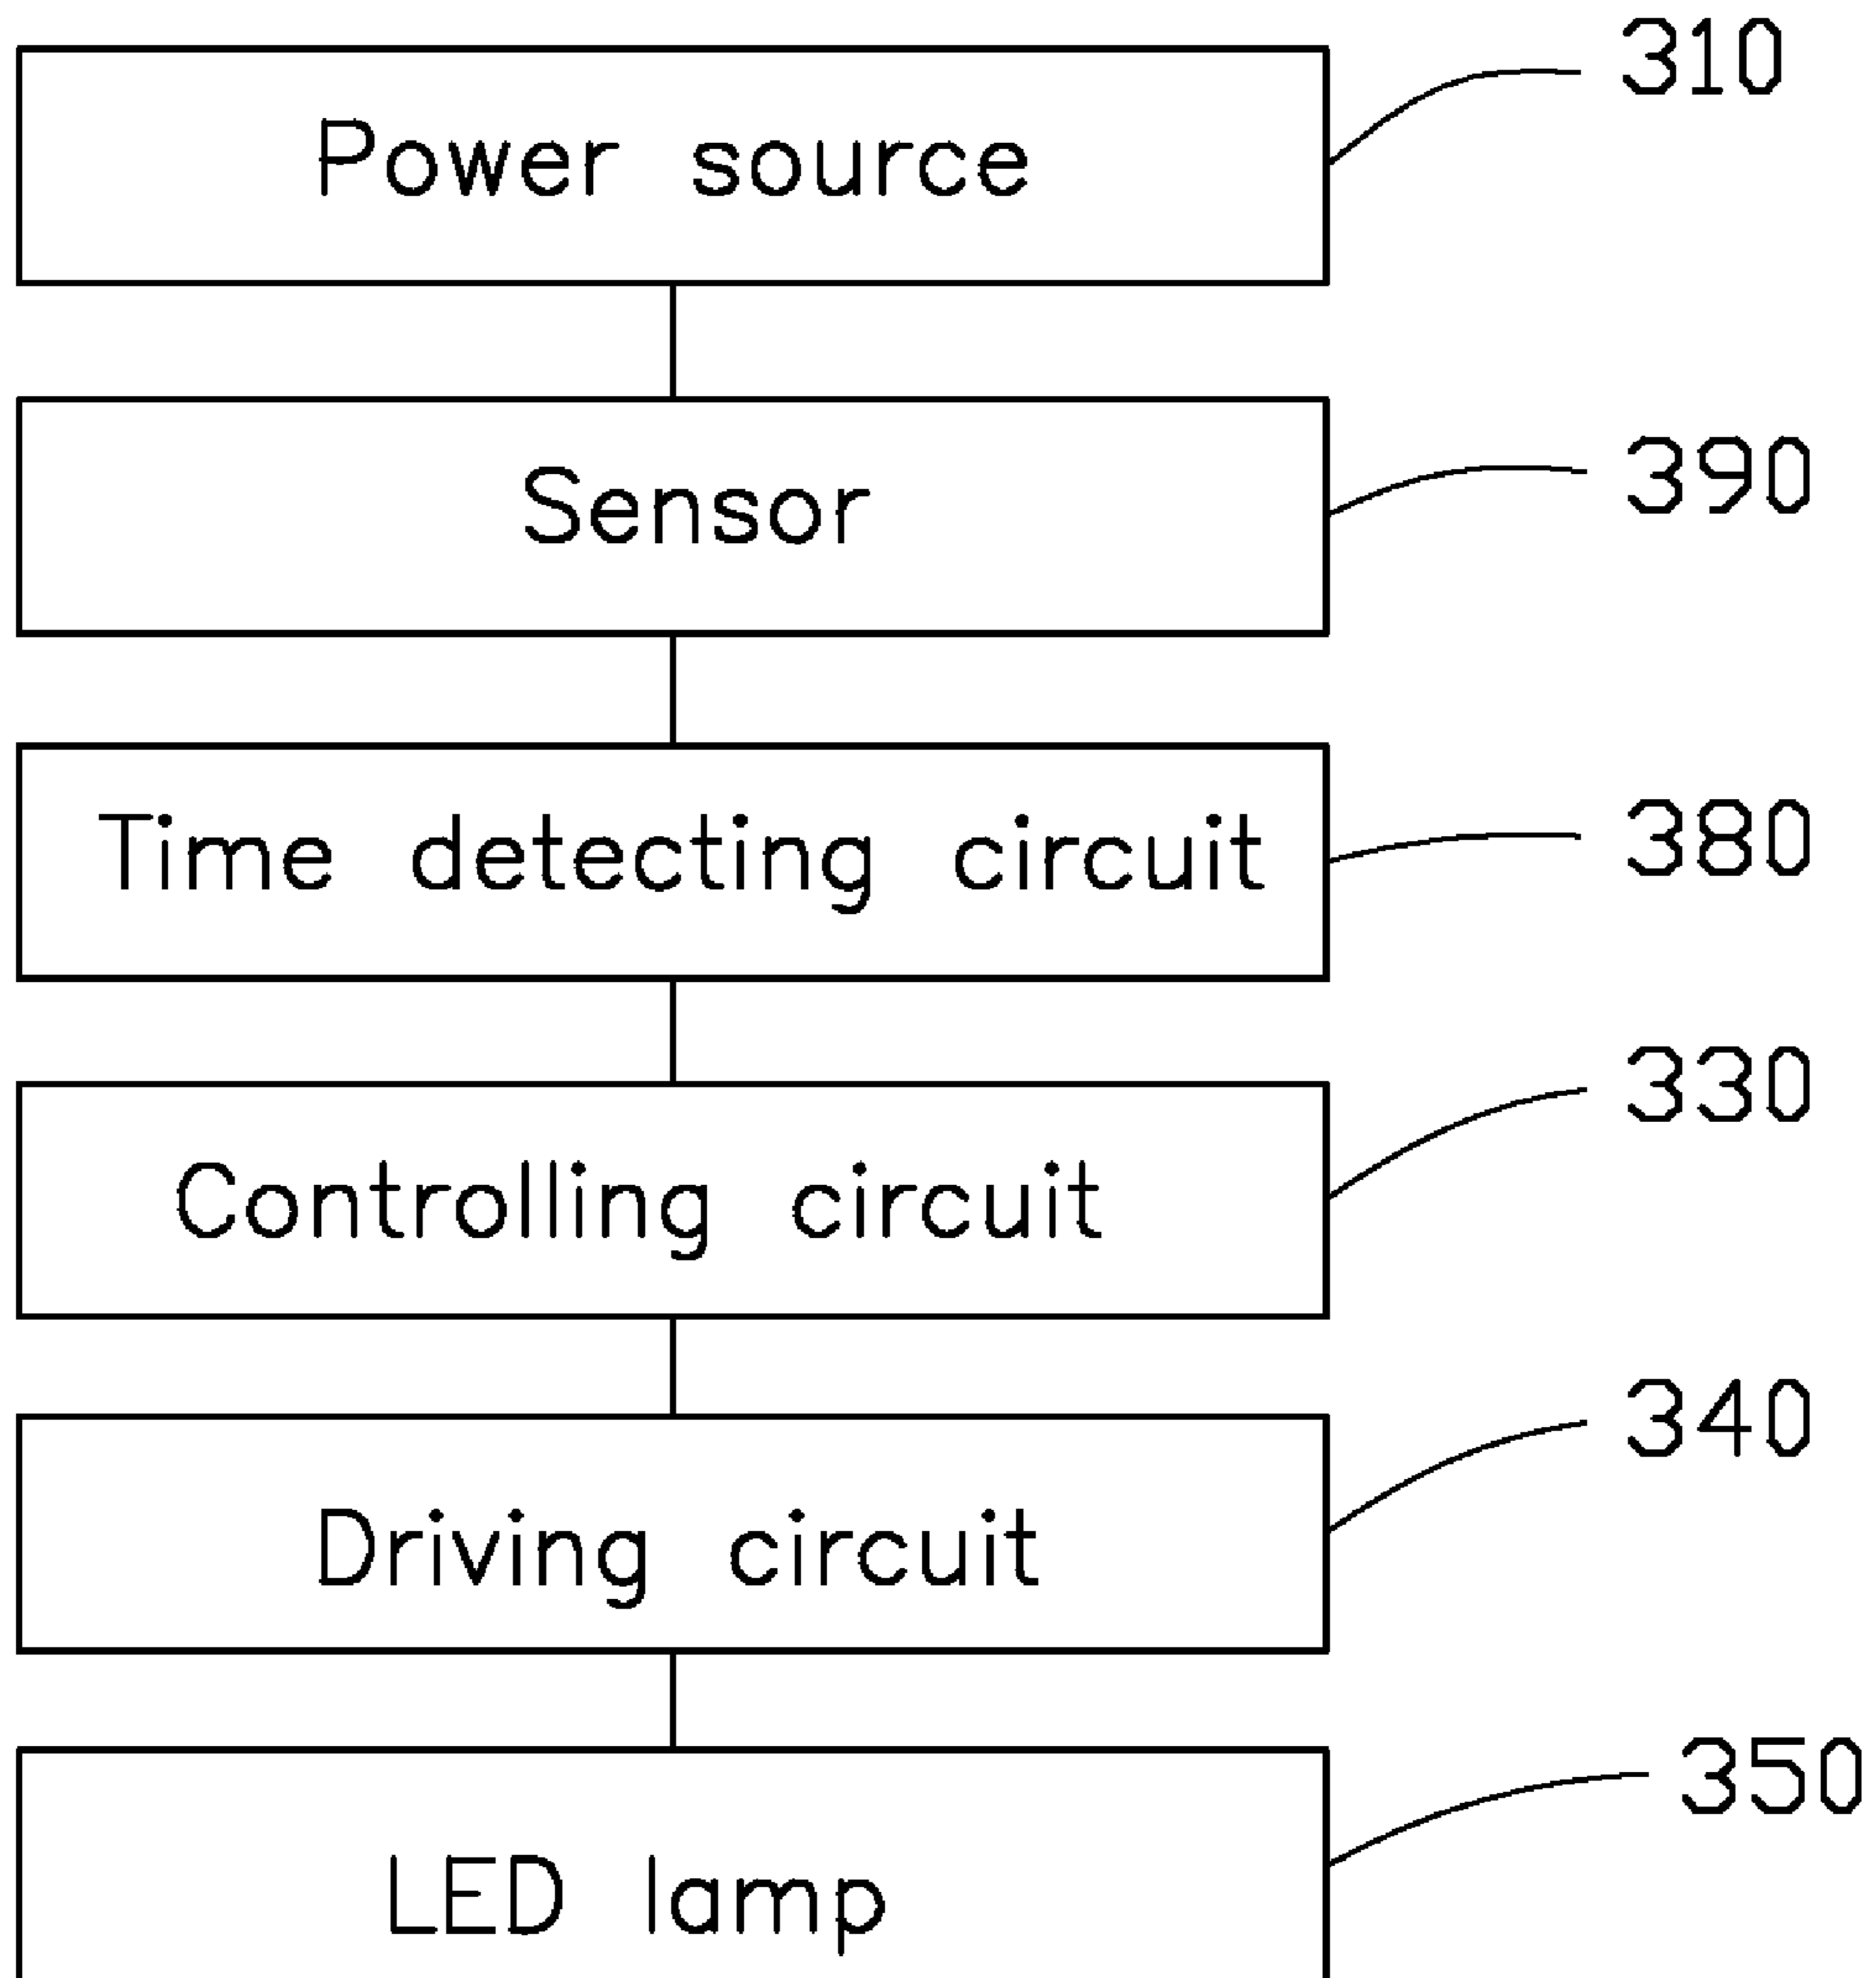 Power source 310
Sensor 390
Time detecting circuit 380
Controlling circuit 330
Driving circuit 340
LED lamp 350